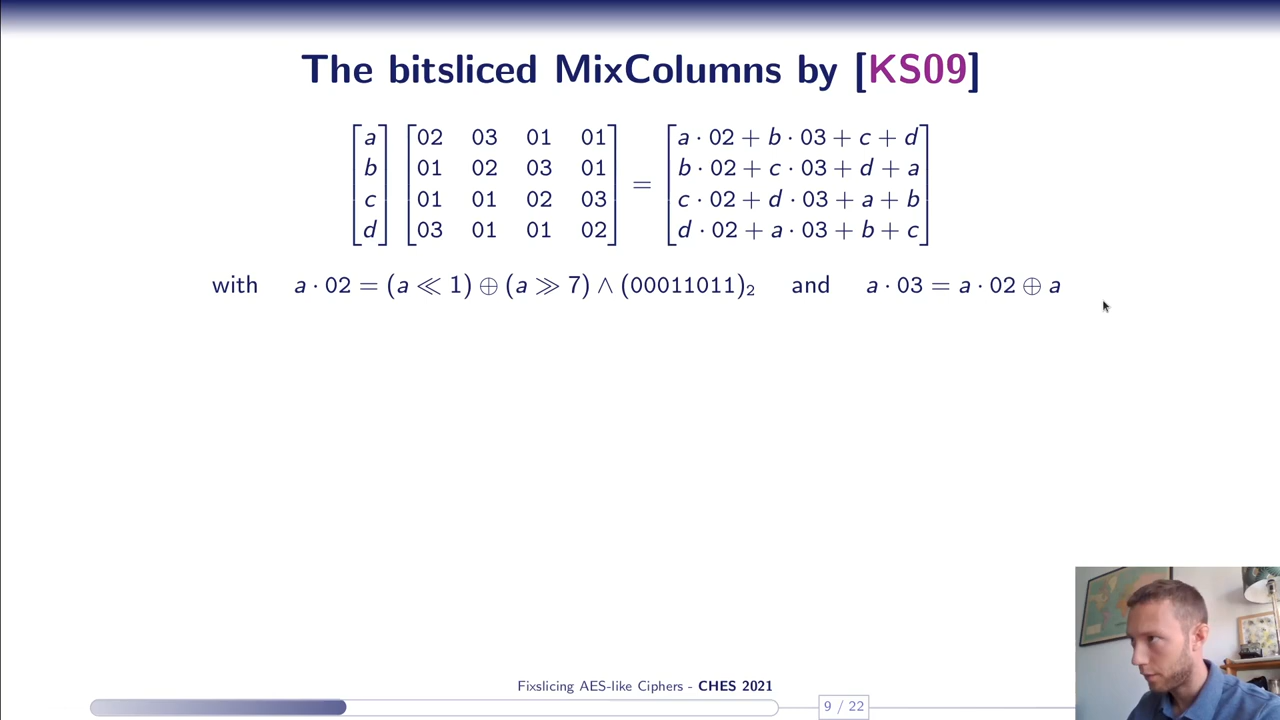 The bitsliced MixColumns by [KS09]
[a b c d] [02 03 01 01 = [a · 02 + b · 03 + c + d
01 02 03 01 b · 02 + c · 03 + d + a
01 01 02 03 c · 02 + d · 03 + a + b
03 01 01 02] d · 02 + a · 03 + b + c]
with a · 02 = (a ≪ 1) ⊕ (a ≫ 7) ∧ (00011011)₂ and a · 03 = a · 02 ⊕ a
Fixslicing AES-like Ciphers - CHES 2021
9 / 22